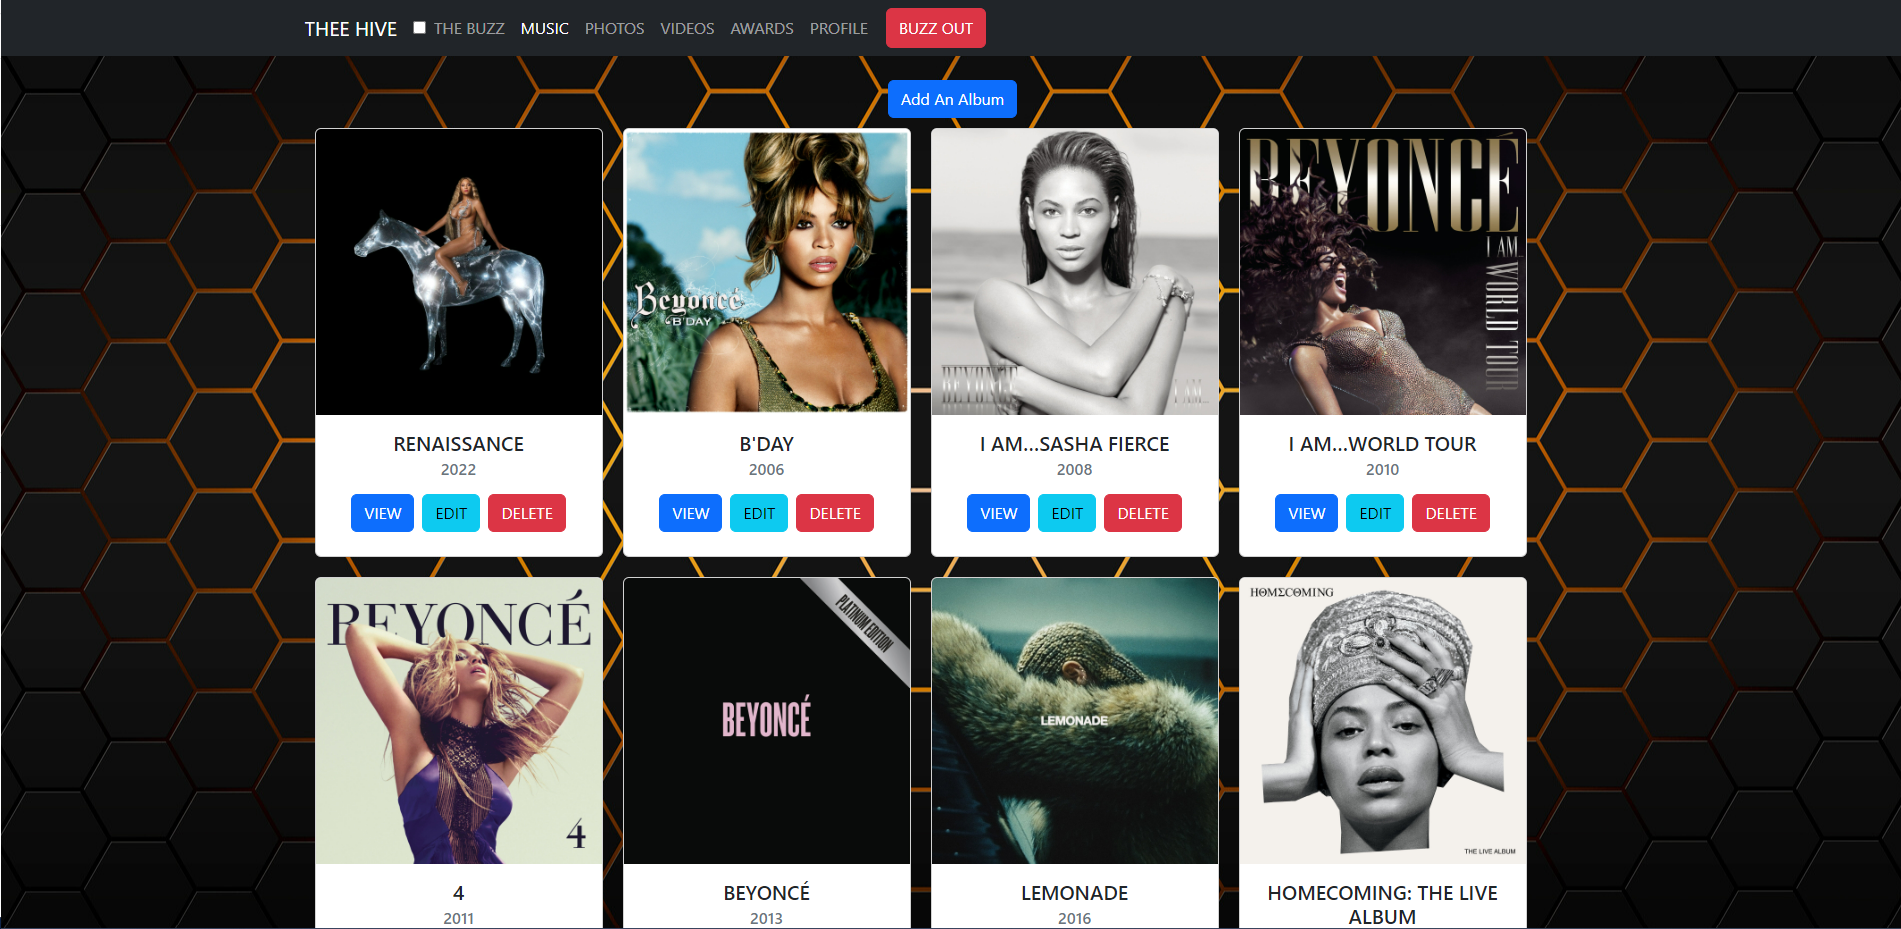 THEE HIVE THE BUZZ MUSIC PHOTOS VIDEOS AWARDS PROFILE BUZZ OUT
Add An Album
Beyoncé
B'DAY
BEYONCÉ
I AM...
BEYONCÉ
I AM...
WORLD TOUR
RENAISSANCE
2022
VIEW EDIT DELETE
B'DAY
2006
VIEW EDIT DELETE
I AM...SASHA FIERCE
2008
VIEW EDIT DELETE
I AM...WORLD TOUR
2010
VIEW EDIT DELETE
BEYONCÉ
4
PLATINUM EDITION
BEYONCÉ
LEMONADE
HOMΣCOMING
THE LIVE ALBUM
4
2011
BEYONCÉ
2013
LEMONADE
2016
HOMECOMING: THE LIVE
ALBUM